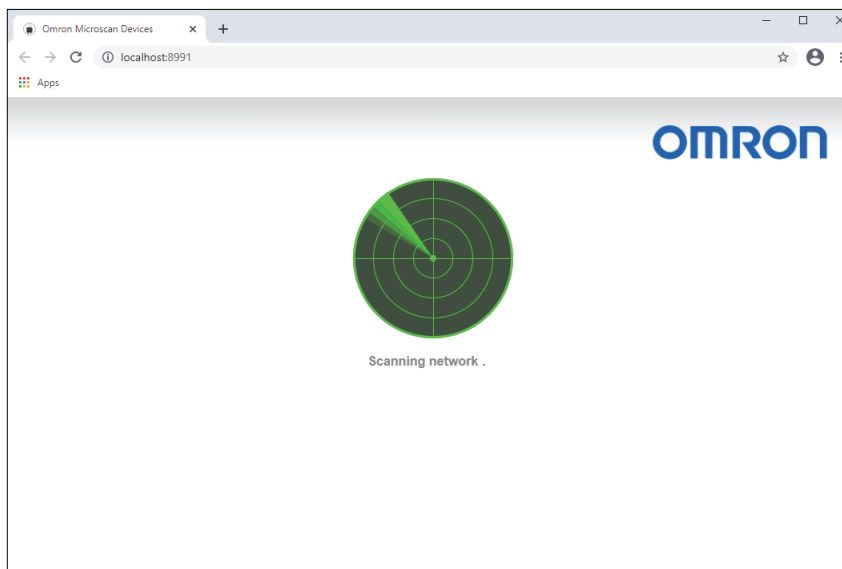 Omron Microscan Devices
localhost:8991
Apps
OMRON
Scanning network .